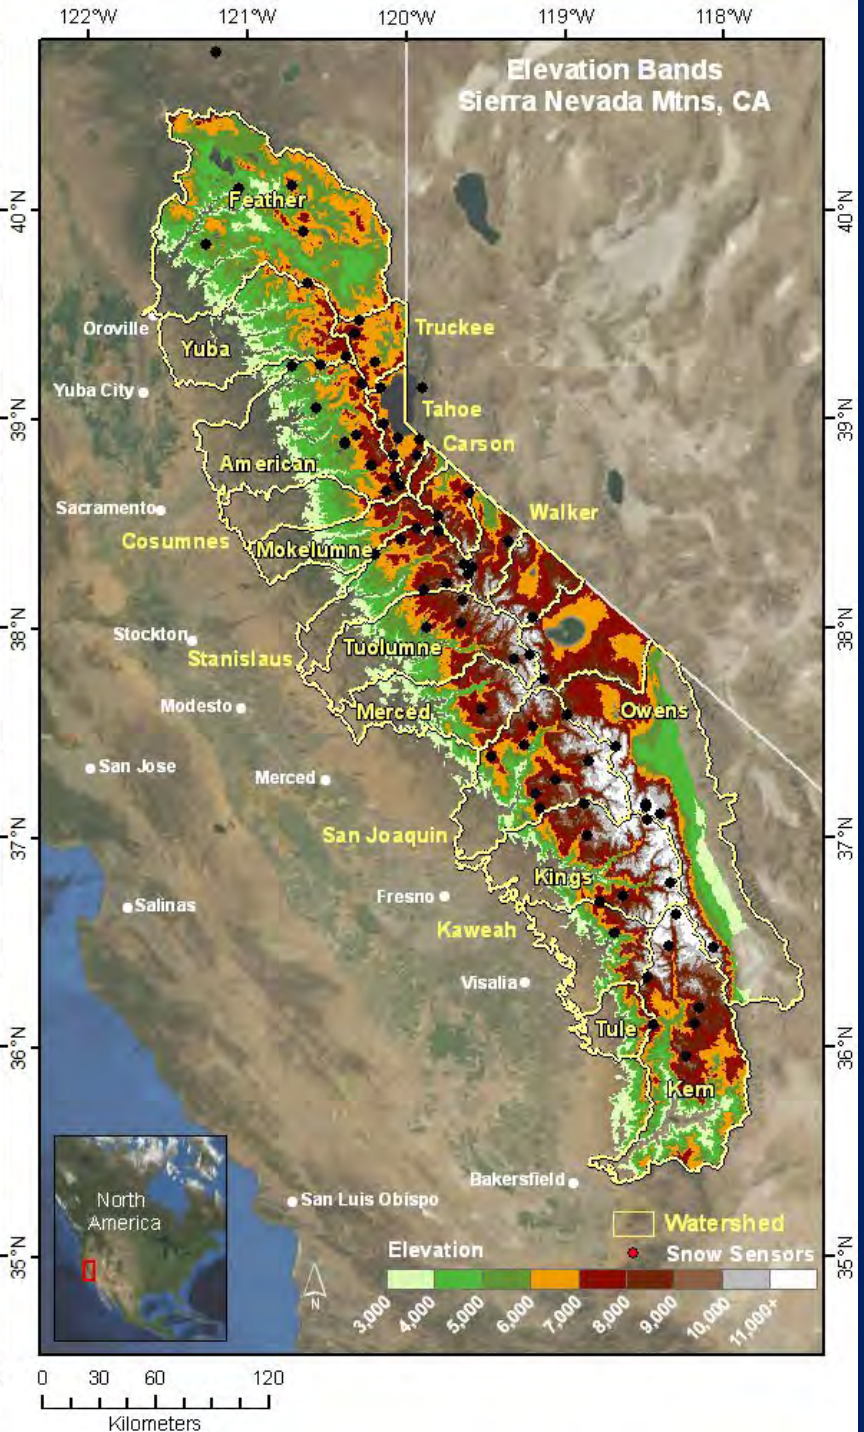 122°W 121°W 120°W 119°W 118°W
Elevation Bands
Sierra Nevada Mtns, CA
40°N 40°N
Feather
Oroville
Truckee
Yuba
Yuba City
Tahoe
39°N 39°N
Carson
American
Sacramento
Walker
Cosumnes
Mokelumne
38°N 38°N
Stockton
Tuolumne
Stanislaus
Modesto
Merced
Owens
San Jose
Merced
San Joaquin
37°N 37°N
Kings
Fresno
Salinas
Kaweah
Visalia
Tule
36°N 36°N
Kern
North
America
Bakersfield
San Luis Obispo
Watershed
35°N 35°N
Elevation
Snow Sensors
N
3,000 4,000 5,000 6,000 7,000 8,000 9,000 10,000 11,000+
0 30 60 120
Kilometers